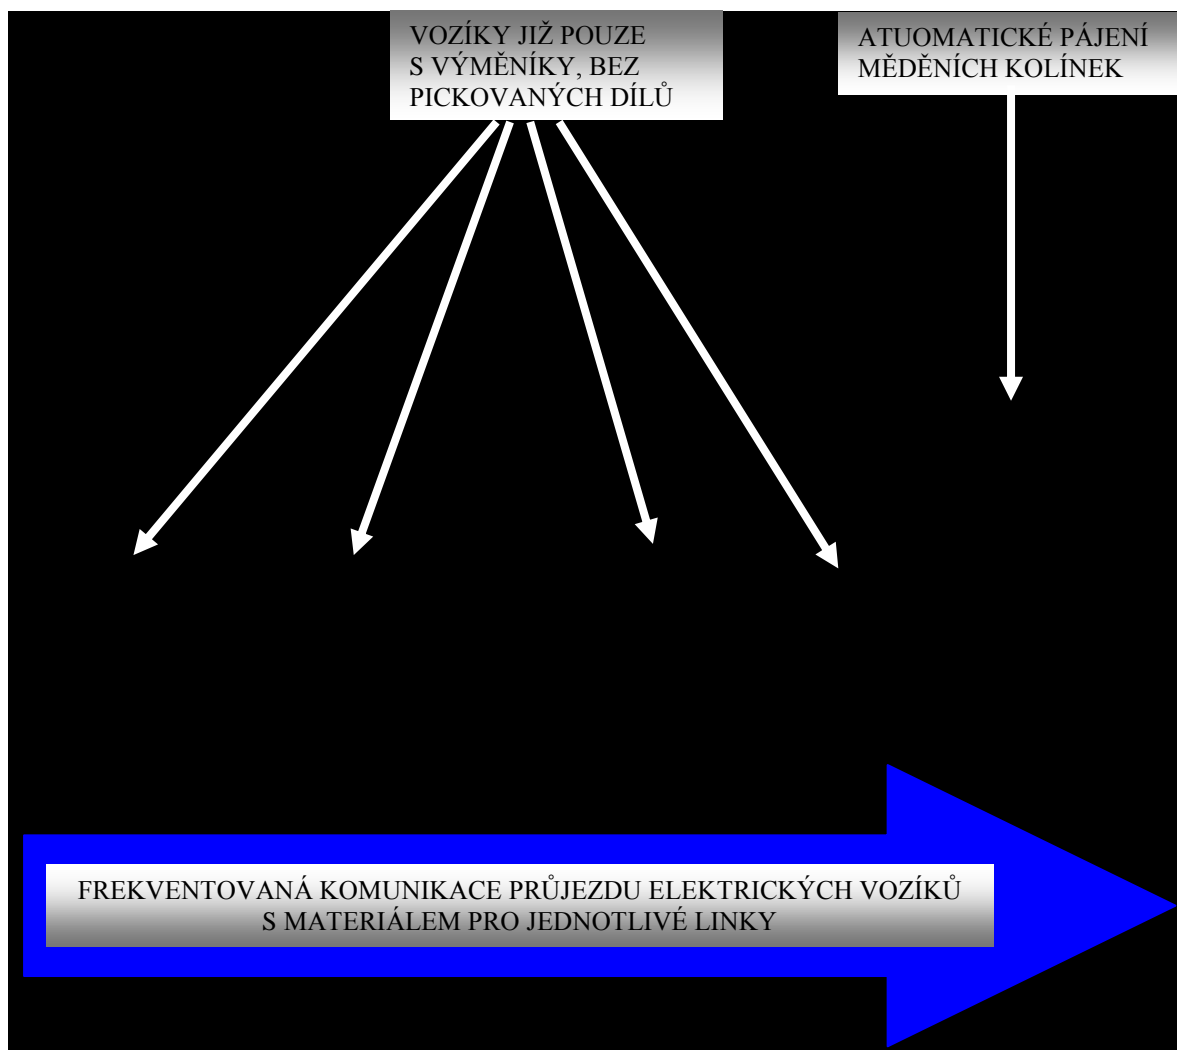 VOZÍKY JIŽ POUZE
S VÝMĚNÍKY, BEZ
PICKOVANÝCH DÍLŮ
ATUOMATICKÉ PÁJENÍ
MĚDĚNÍCH KOLÍNEK
FREKVENTOVANÁ KOMUNIKACE PRŮJEZDU ELEKTRICKÝCH VOZÍKŮ
S MATERIÁLEM PRO JEDNOTLIVÉ LINKY